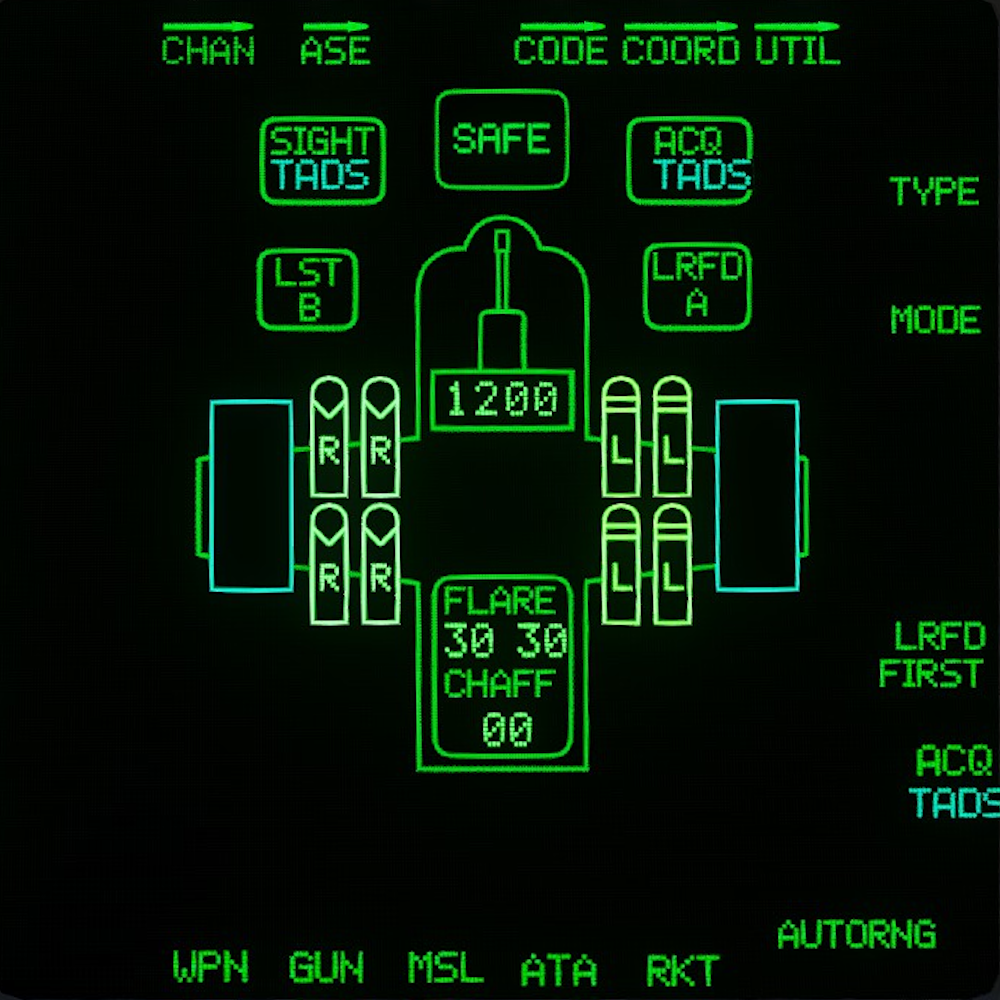 CHAN ASE CODE COORD UTIL
SIGHT
TADS
SAFE
ACQ
TADS
TYPE
LST
B
LRFD
A
MODE
1200
R R L L
R R L L
FLARE
30 30
CHAFF
00
LRFD
FIRST
ACQ
TADS
AUTORNG
WPN GUN MSL ATA RKT